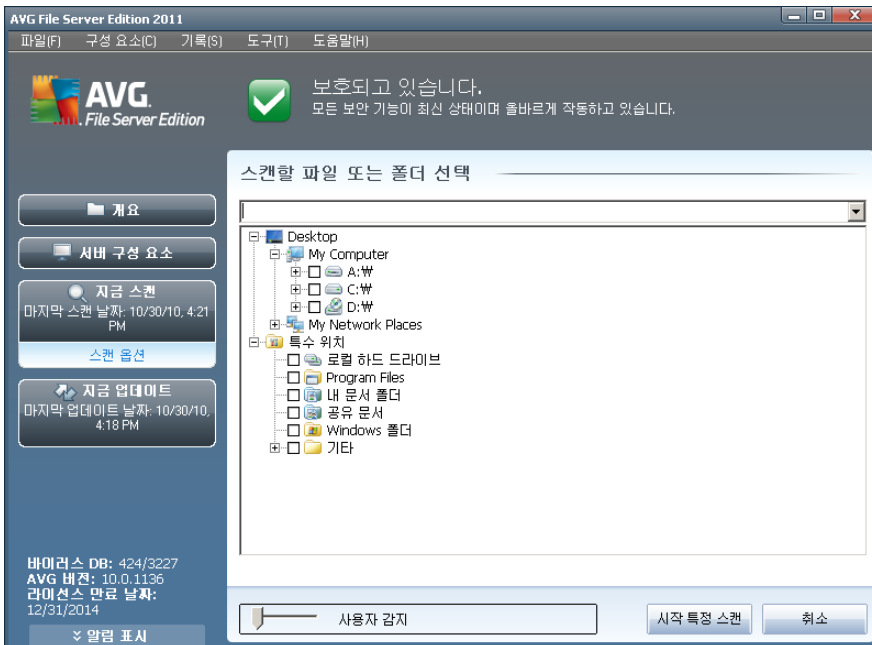 AVG File Server Edition 2011
파일(F) 구성 요소(C) 기록(S) 도구(T) 도움말(H)
AVG.
File Server Edition
보호되고 있습니다.
모든 보안 기능이 최신 상태이며 올바르게 작동하고 있습니다.
스캔할 파일 또는 폴더 선택
개요
서버 구성 요소
지금 스캔
마지막 스캔 날짜: 10/30/10, 4:21
PM
스캔 옵션
지금 업데이트
마지막 업데이트 날짜: 10/30/10,
4:18 PM
Desktop
My Computer
A:₩
C:₩
D:₩
My Network Places
특수 위치
로컬 하드 드라이브
Program Files
내 문서 폴더
공유 문서
Windows 폴더
기타
바이러스 DB: 424/3227
AVG 버전: 10.0.1136
라이선스 만료 날짜:
12/31/2014
알림 표시
사용자 감지
시작 특정 스캔
취소